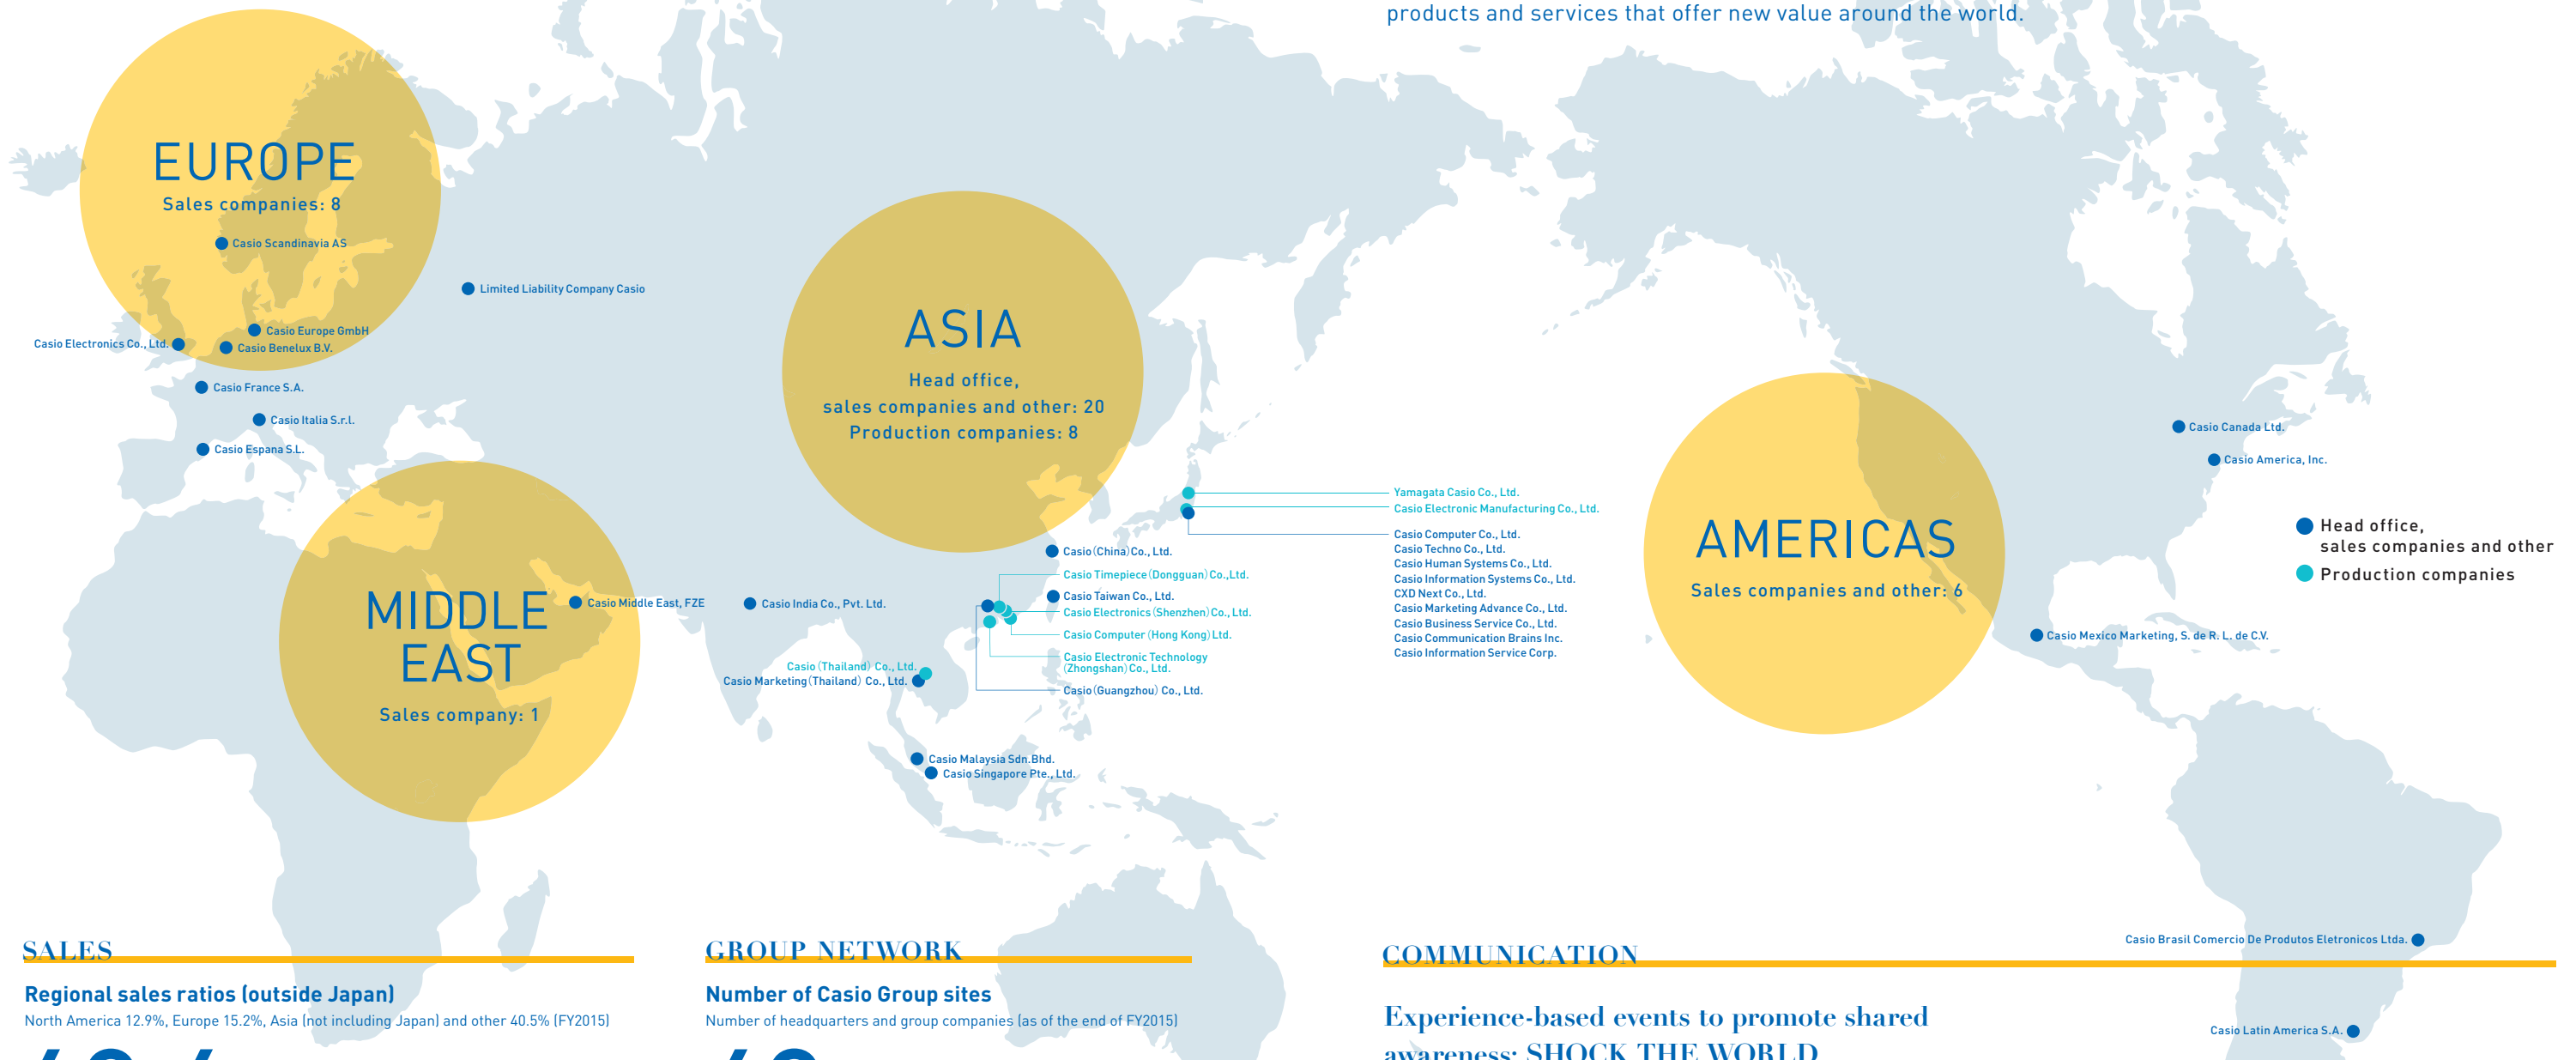 products and services that offer new value around the world.
EUROPE
Sales companies: 8
Casio Scandinavia AS
Limited Liability Company Casio
Casio Europe GmbH
Casio Electronics Co., Ltd.
Casio Benelux B.V.
Casio France S.A.
Casio Italia S.r.l.
Casio Espana S.L.
MIDDLE
EAST
Sales company: 1
Casio Middle East, FZE
ASIA
Head office,
sales companies and other: 20
Production companies: 8
Casio India Co., Pvt. Ltd.
Casio (Thailand) Co., Ltd.
Casio Marketing (Thailand) Co., Ltd.
Casio Malaysia Sdn.Bhd.
Casio Singapore Pte., Ltd.
Casio (China) Co., Ltd.
Casio Timepiece (Dongguan) Co.,Ltd.
Casio Taiwan Co., Ltd.
Casio Electronics (Shenzhen) Co., Ltd.
Casio Computer (Hong Kong) Ltd.
Casio Electronic Technology
(Zhongshan) Co., Ltd.
Casio (Guangzhou) Co., Ltd.
Yamagata Casio Co., Ltd.
Casio Electronic Manufacturing Co., Ltd.
Casio Computer Co., Ltd.
Casio Techno Co., Ltd.
Casio Human Systems Co., Ltd.
Casio Information Systems Co., Ltd.
CXD Next Co., Ltd.
Casio Marketing Advance Co., Ltd.
Casio Business Service Co., Ltd.
Casio Communication Brains Inc.
Casio Information Service Corp.
AMERICAS
Sales companies and other: 6
Casio Canada Ltd.
Casio America, Inc.
Casio Mexico Marketing, S. de R. L. de C.V.
Casio Brasil Comercio De Produtos Eletronicos Ltda.
Casio Latin America S.A.
Head office,
sales companies and other
Production companies
SALES
Regional sales ratios (outside Japan)
North America 12.9%, Europe 15.2%, Asia (not including Japan) and other 40.5% (FY2015)
GROUP NETWORK
Number of Casio Group sites
Number of headquarters and group companies (as of the end of FY2015)
COMMUNICATION
Experience-based events to promote shared
awareness: SHOCK THE WORLD